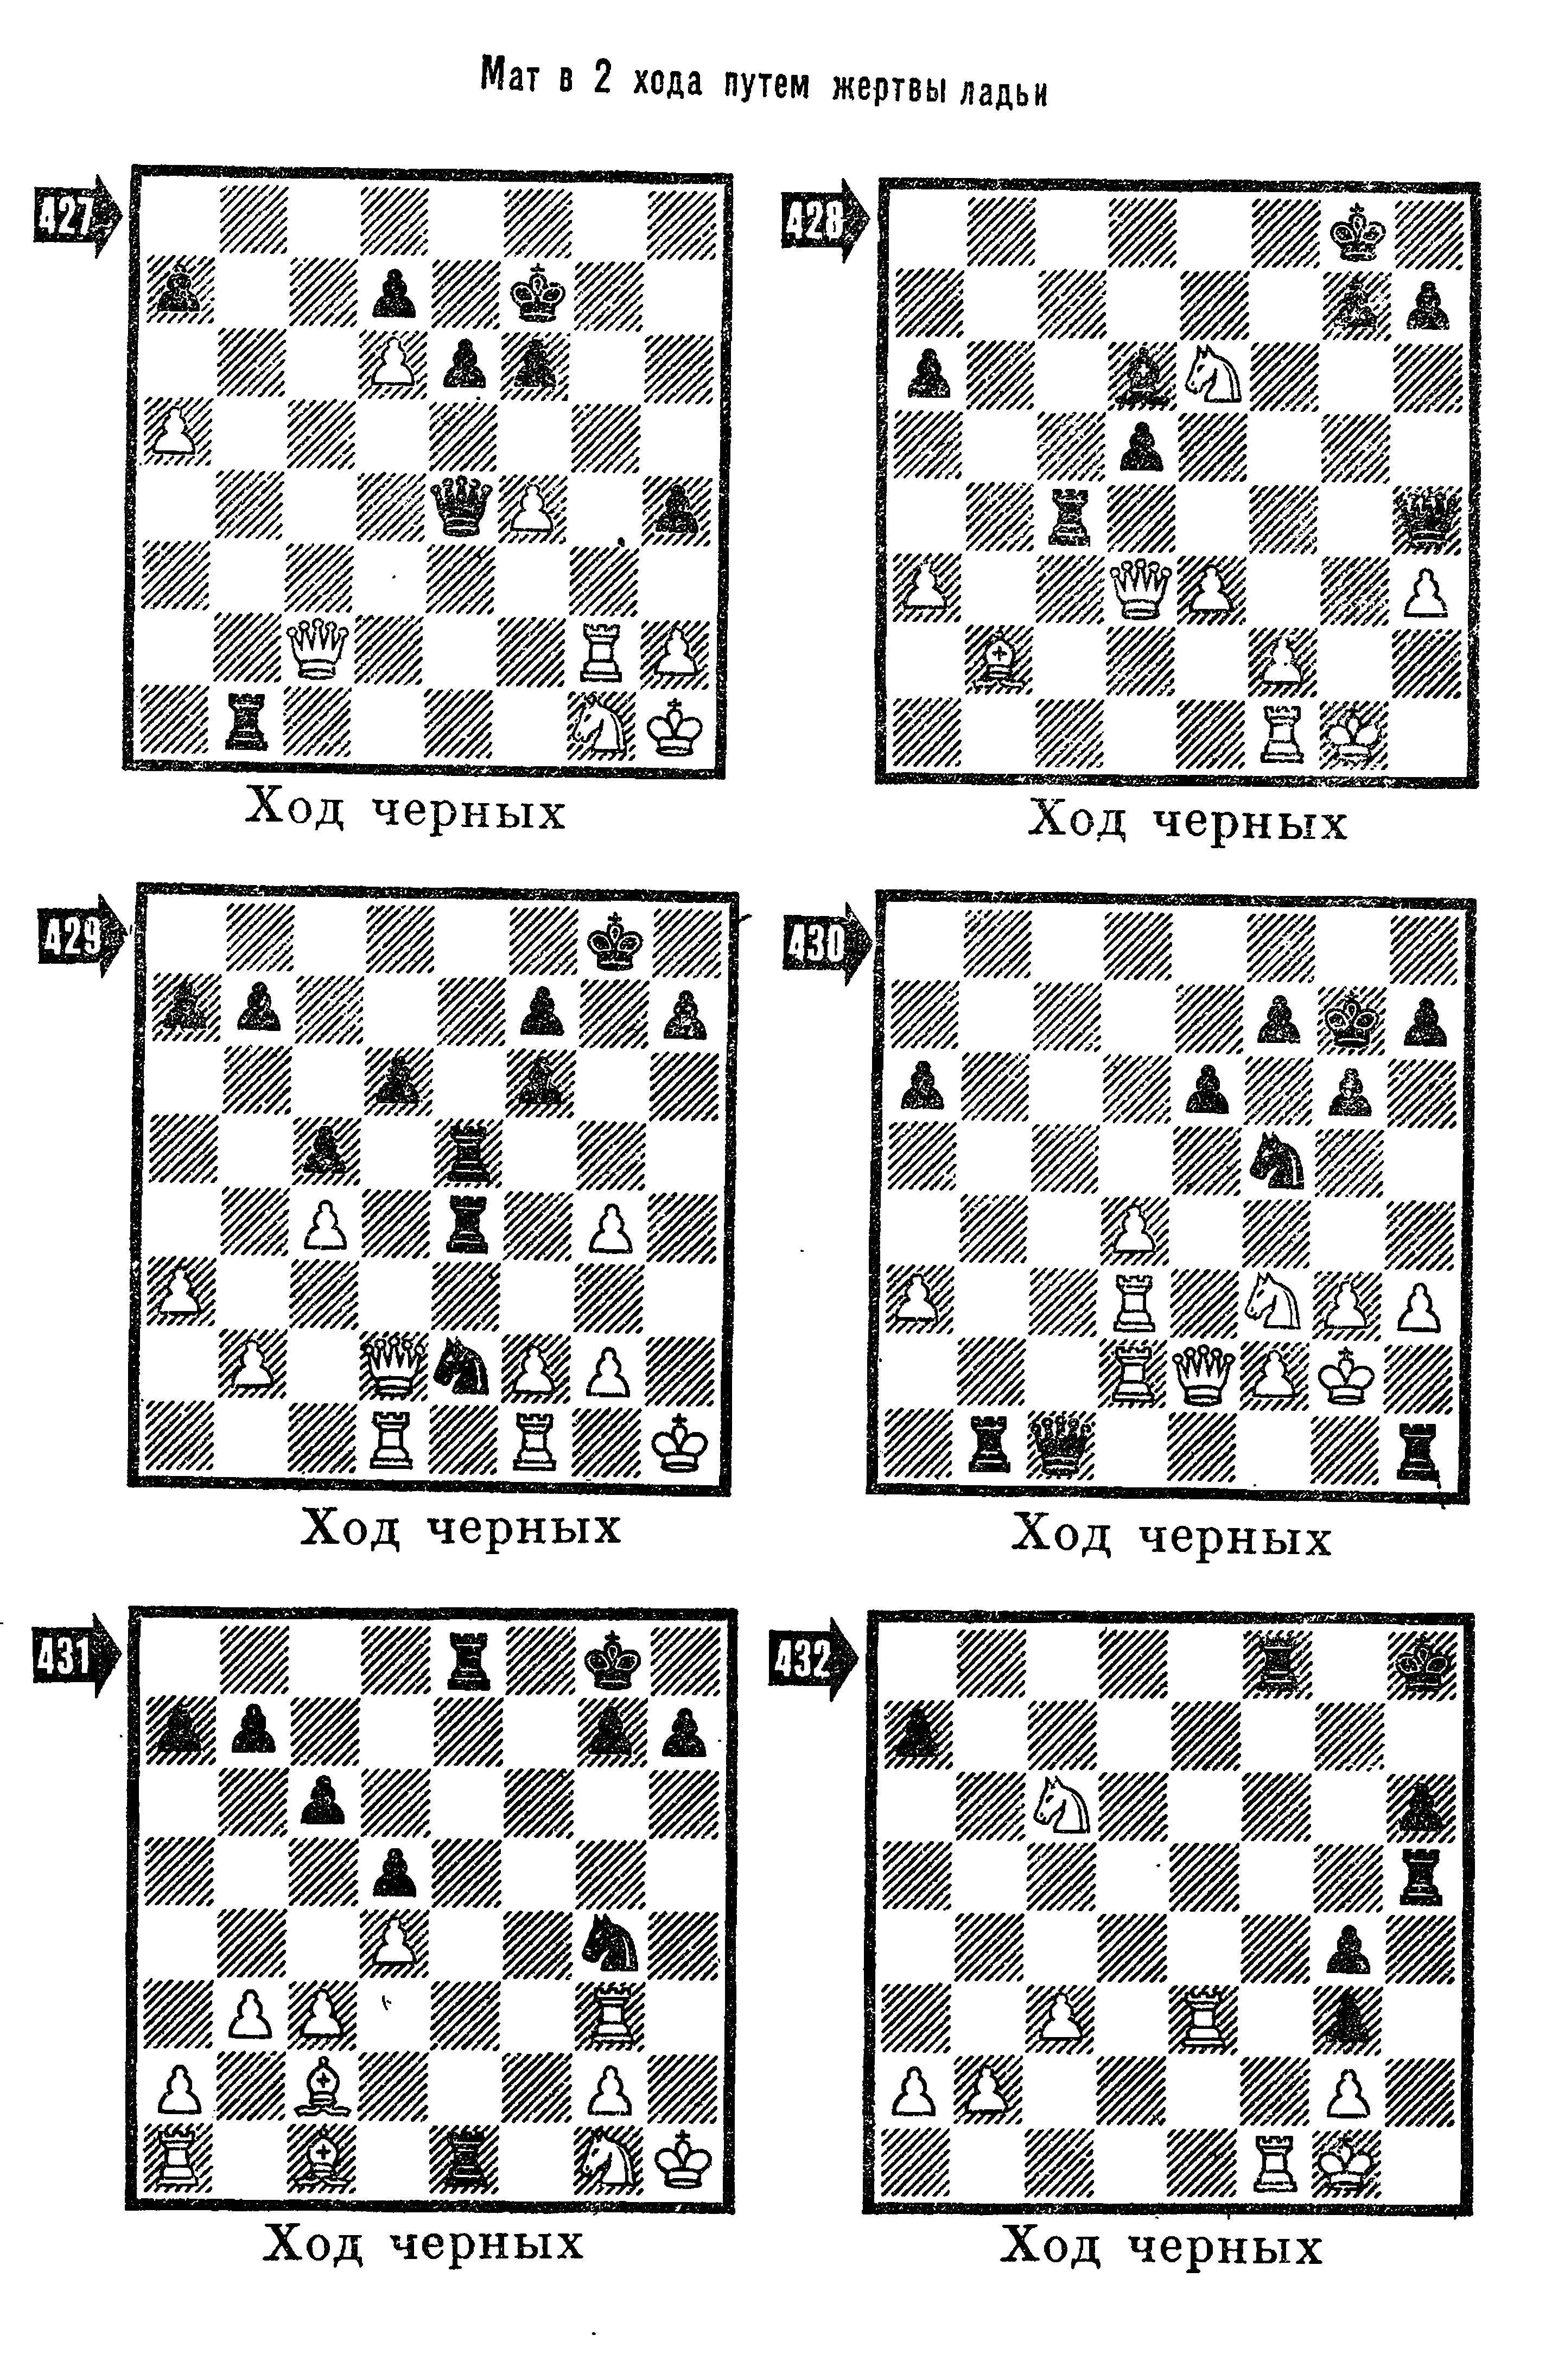 Мат в 2 хода путем жертвы ладьи
427
428
Ход черных
Ход черных
429
430
Ход черных
Ход черных
431
432
Ход черных
Ход черных